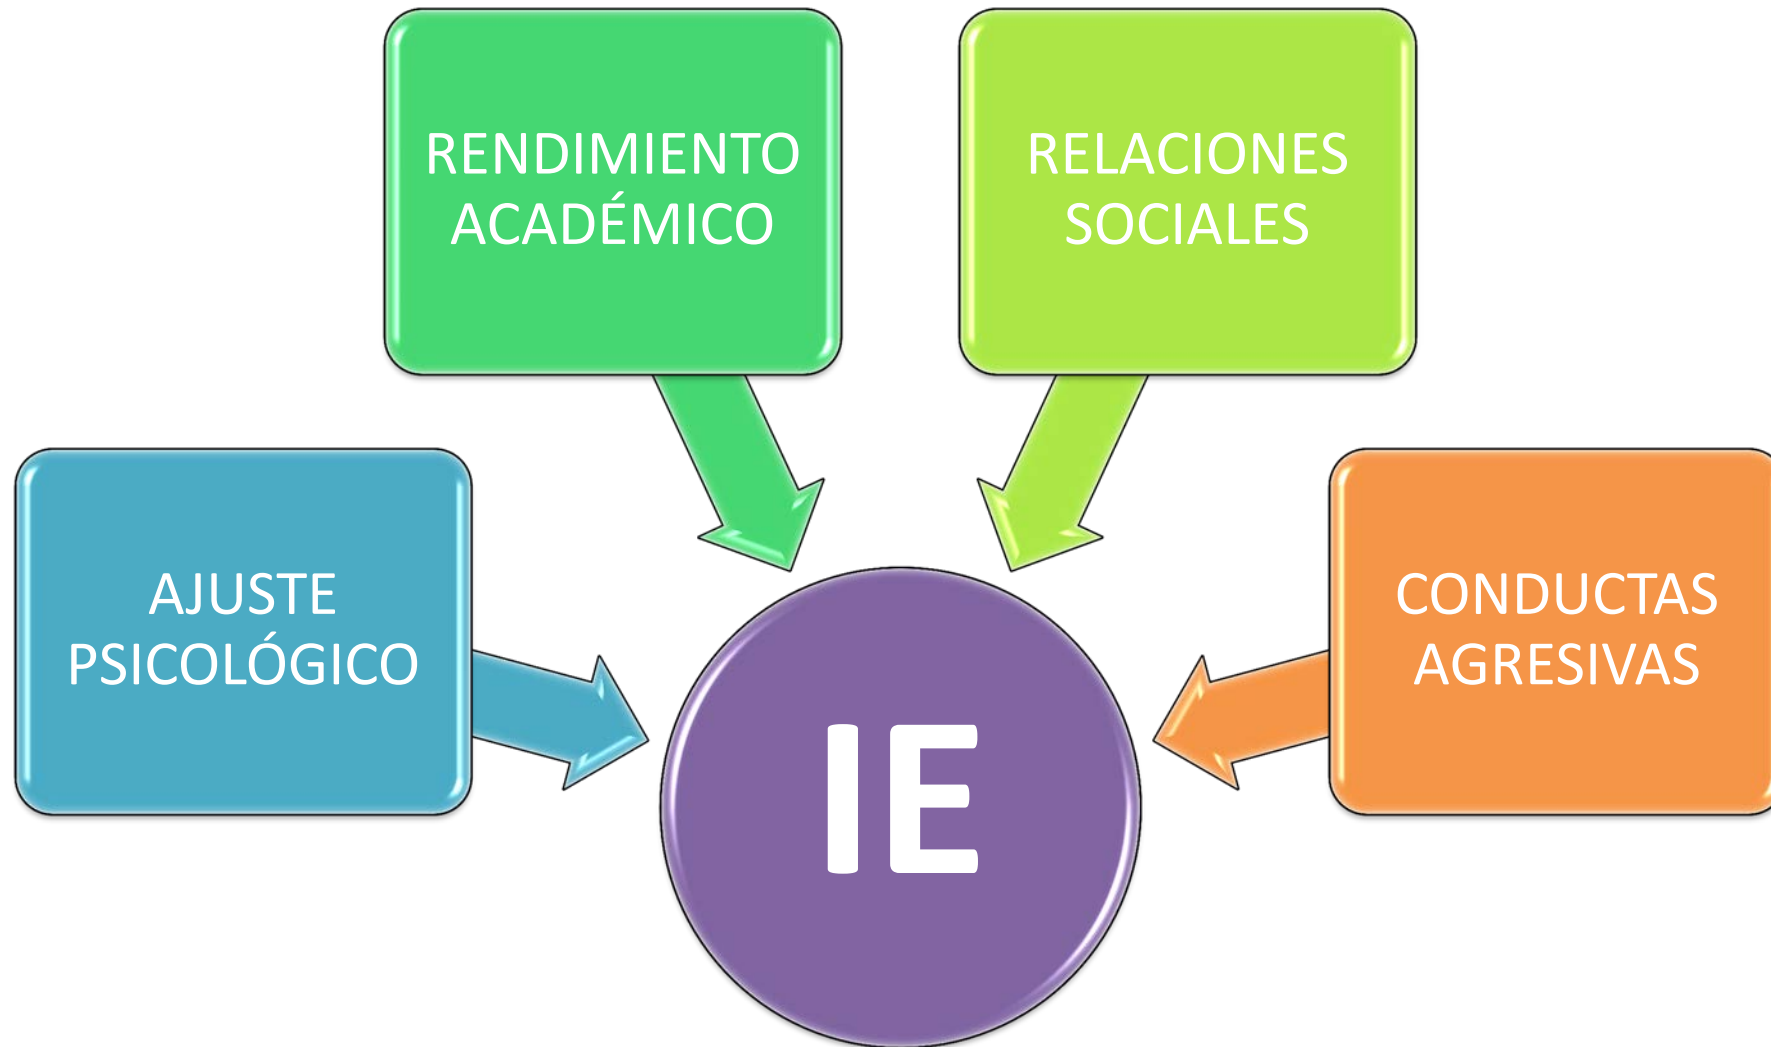 RENDIMIENTO
ACADÉMICO
RELACIONES
SOCIALES
AJUSTE
PSICOLÓGICO
CONDUCTAS
AGRESIVAS
IE